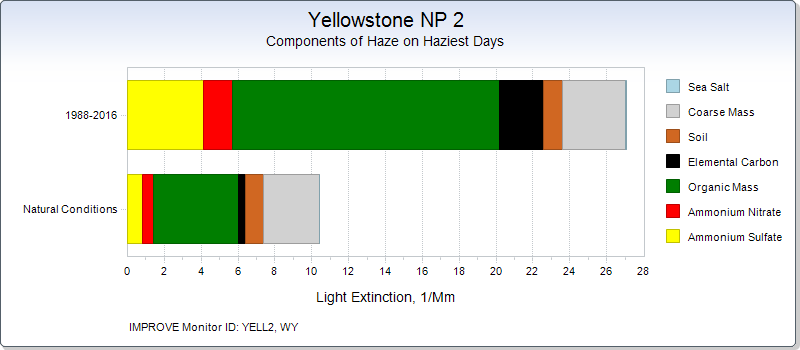 Yellowstone NP 2
Components of Haze on Haziest Days
1988-2016
Natural Conditions
0 2 4 6 8 10 12 14 16 18 20 22 24 26 28
Light Extinction, 1/Mm
Sea Salt
Coarse Mass
Soil
Elemental Carbon
Organic Mass
Ammonium Nitrate
Ammonium Sulfate
IMPROVE Monitor ID: YELL2, WY